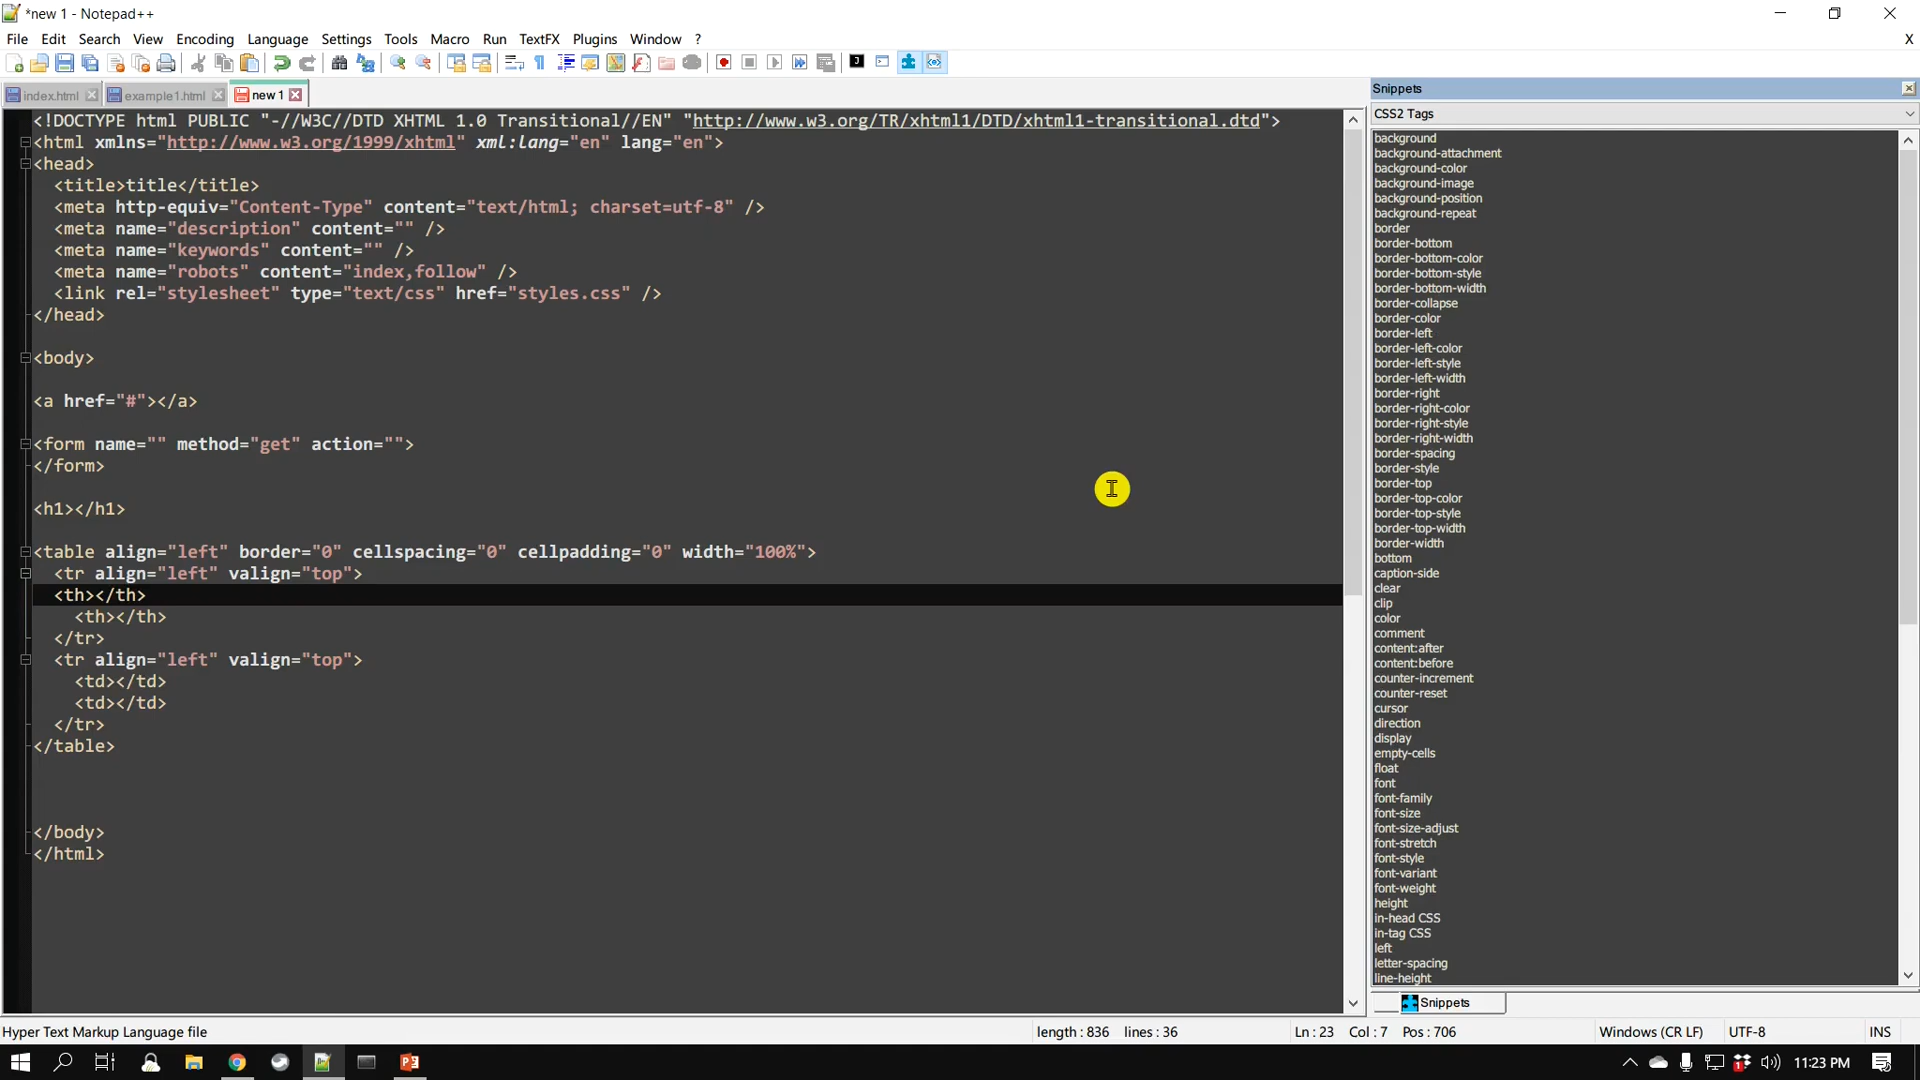 *new 1 - Notepad++
File Edit Search View Encoding Language Settings Tools Macro Run TextFX Plugins Window ?
X
index.html
example1.html
new 1
<!DOCTYPE html PUBLIC "-//W3C//DTD XHTML 1.0 Transitional//EN" "http://www.w3.org/TR/xhtml1/DTD/xhtml1-transitional.dtd">
<html xmlns="http://www.w3.org/1999/xhtml" xml:lang="en" lang="en">
<head>
<title>title</title>
<meta http-equiv="Content-Type" content="text/html; charset=utf-8" />
<meta name="description" content="" />
<meta name="keywords" content="" />
<meta name="robots" content="index,follow" />
<link rel="stylesheet" type="text/css" href="styles.css" />
</head>
<body>
<a href="#"></a>
<form name="" method="get" action="">
</form>
<h1></h1>
<table align="left" border="0" cellspacing="0" cellpadding="0" width="100%">
<tr align="left" valign="top">
<th></th>
<th></th>
</tr>
<tr align="left" valign="top">
<td></td>
<td></td>
</tr>
</table>
</body>
</html>
Snippets
CSS2 Tags
background
background-attachment
background-color
background-image
background-position
background-repeat
border
border-bottom
border-bottom-color
border-bottom-style
border-bottom-width
border-collapse
border-color
border-left
border-left-color
border-left-style
border-left-width
border-right
border-right-color
border-right-style
border-right-width
border-spacing
border-style
border-top
border-top-color
border-top-style
border-top-width
border-width
bottom
caption-side
clear
clip
color
comment
content:after
content:before
counter-increment
counter-reset
cursor
direction
display
empty-cells
float
font
font-family
font-size
font-size-adjust
font-stretch
font-style
font-variant
font-weight
height
in-head CSS
in-tag CSS
left
letter-spacing
line-height
Snippets
Hyper Text Markup Language file
length : 836 lines : 36
Ln : 23 Col : 7 Pos : 706
Windows (CR LF)
UTF-8
INS
11:23 PM